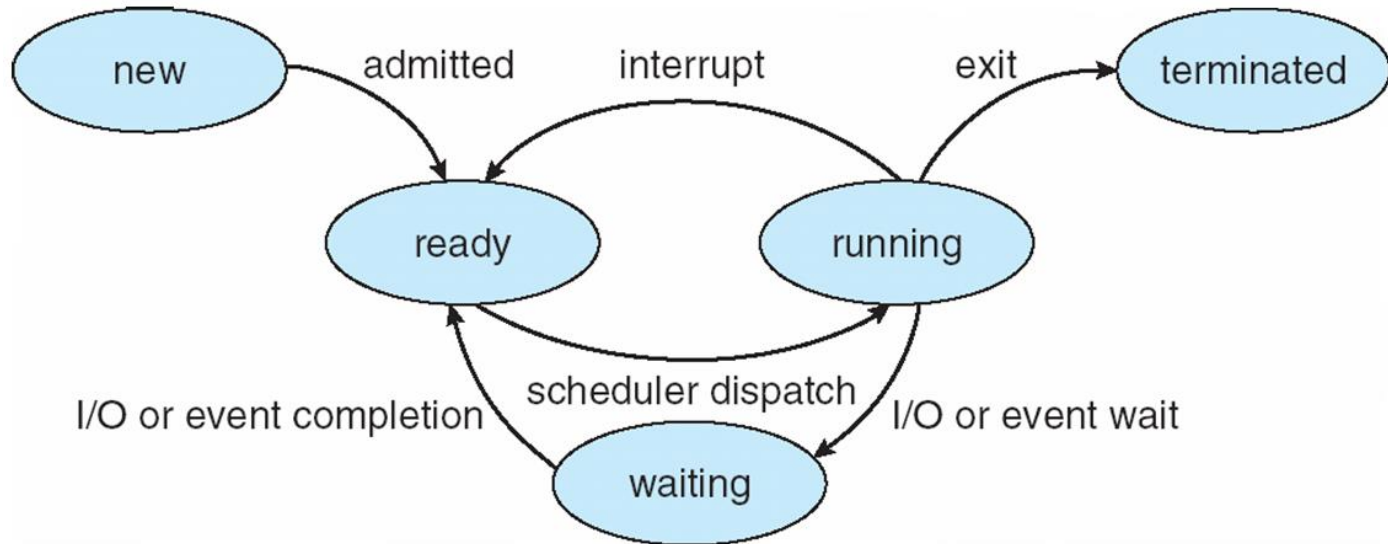 new
admitted
interrupt
exit
terminated
ready
running
scheduler dispatch
I/O or event completion
I/O or event wait
waiting